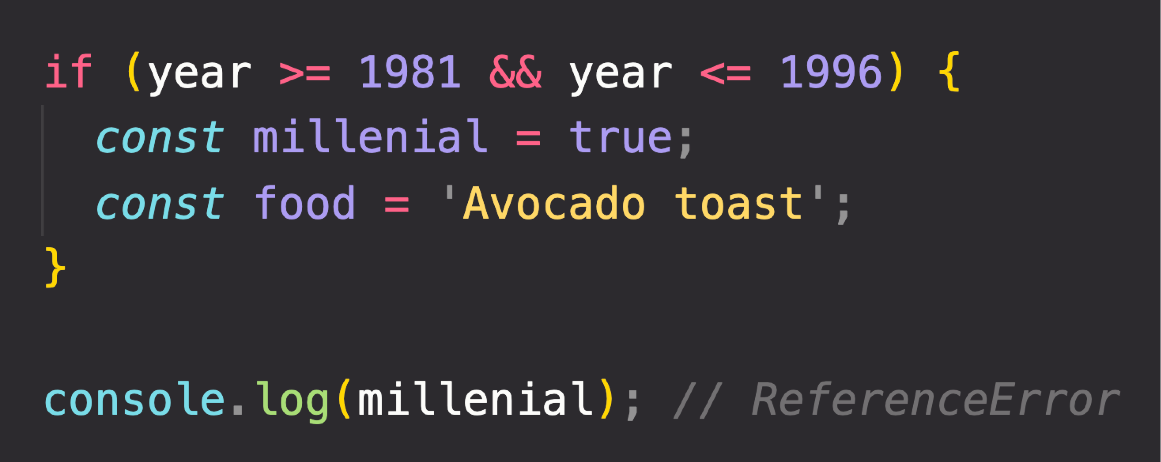 if (year >= 1981 && year <= 1996) {
  const millenial = true;
  const food = 'Avocado toast';
}
console.log(millenial); // ReferenceError